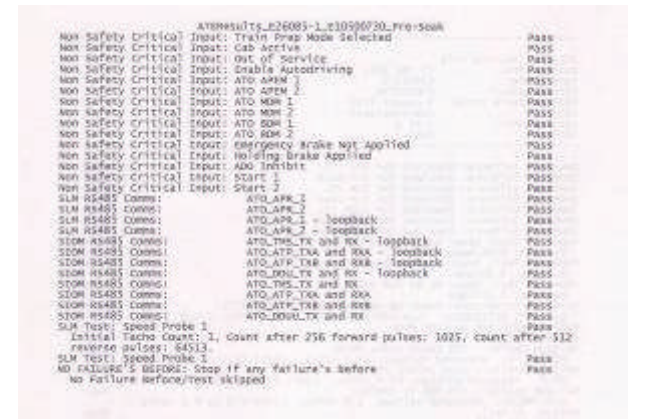 ATEResults_E26085-1_E10500730_Pre-Soak
Non Safety Critical Input: Train Prep Mode Selected Pass
Non Safety Critical Input: Cab Active Pass
Non Safety Critical Input: Out of Service Pass
Non Safety Critical Input: Enable Autodriving Pass
Non Safety Critical Input: ATO APEM 1 Pass
Non Safety Critical Input: ATO APEM 2 Pass
Non Safety Critical Input: ATO MDM 1 Pass
Non Safety Critical Input: ATO MDM 2 Pass
Non Safety Critical Input: ATO BDM 1 Pass
Non Safety Critical Input: ATO BDM 2 Pass
Non Safety Critical Input: Emergency Brake Not Applied Pass
Non Safety Critical Input: Holding Brake Applied Pass
Non Safety Critical Input: ADO Inhibit Pass
Non Safety Critical Input: Start 1 Pass
Non Safety Critical Input: Start 2 Pass
SLM RS485 Comms: ATO_APR_1 Pass
SLM RS485 Comms: ATO_APR_2 Pass
SLM RS485 Comms: ATO_APR_1 - loopback Pass
SLM RS485 Comms: ATO_APR_2 - loopback Pass
SIOM RS485 Comms: ATO_TMS_TX and RX - loopback Pass
SIOM RS485 Comms: ATO_ATP_TXA and RXA - loopback Pass
SIOM RS485 Comms: ATO_ATP_TXB and RXB - loopback Pass
SIOM RS485 Comms: ATO_DDU_TX and RX - loopback Pass
SIOM RS485 Comms: ATO_TMS_TX and RX Pass
SIOM RS485 Comms: ATO_ATP_TXA and RXA Pass
SIOM RS485 Comms: ATO_ATP_TXB and RXB Pass
SIOM RS485 Comms: ATO_DDU_TX and RX Pass
SLM Test: Speed Probe 1 Pass
Initial Tacho Count: 1, Count after 256 forward pulses: 1025, Count after 512
reverse pulses: 64513.
SLM Test: Speed Probe 1 Pass
NO FAILURE'S BEFORE: Stop if any failure's before Pass
No Failure Before/Test skipped